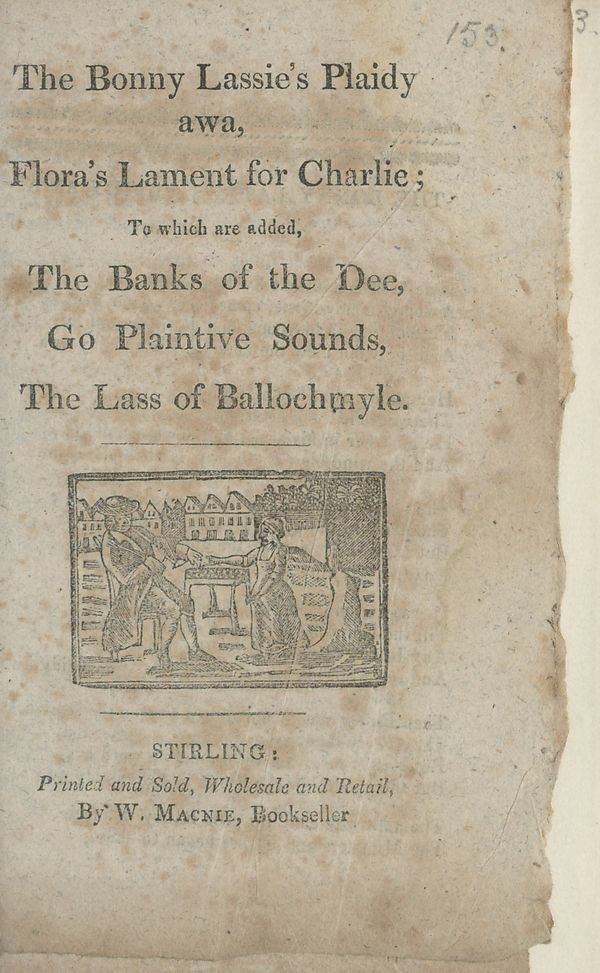 153.
3.
The Bonny Lassie's Plaidy
awa,
Flora's Lament for Charlie;
To which are added,
The Banks of the Dee,
Go Plaintive Sounds,
The Lass of Ballochmyle.
STIRLING:
Printed and Sold, Wholesale and Retail,
By W. MACNIE, Bookseller